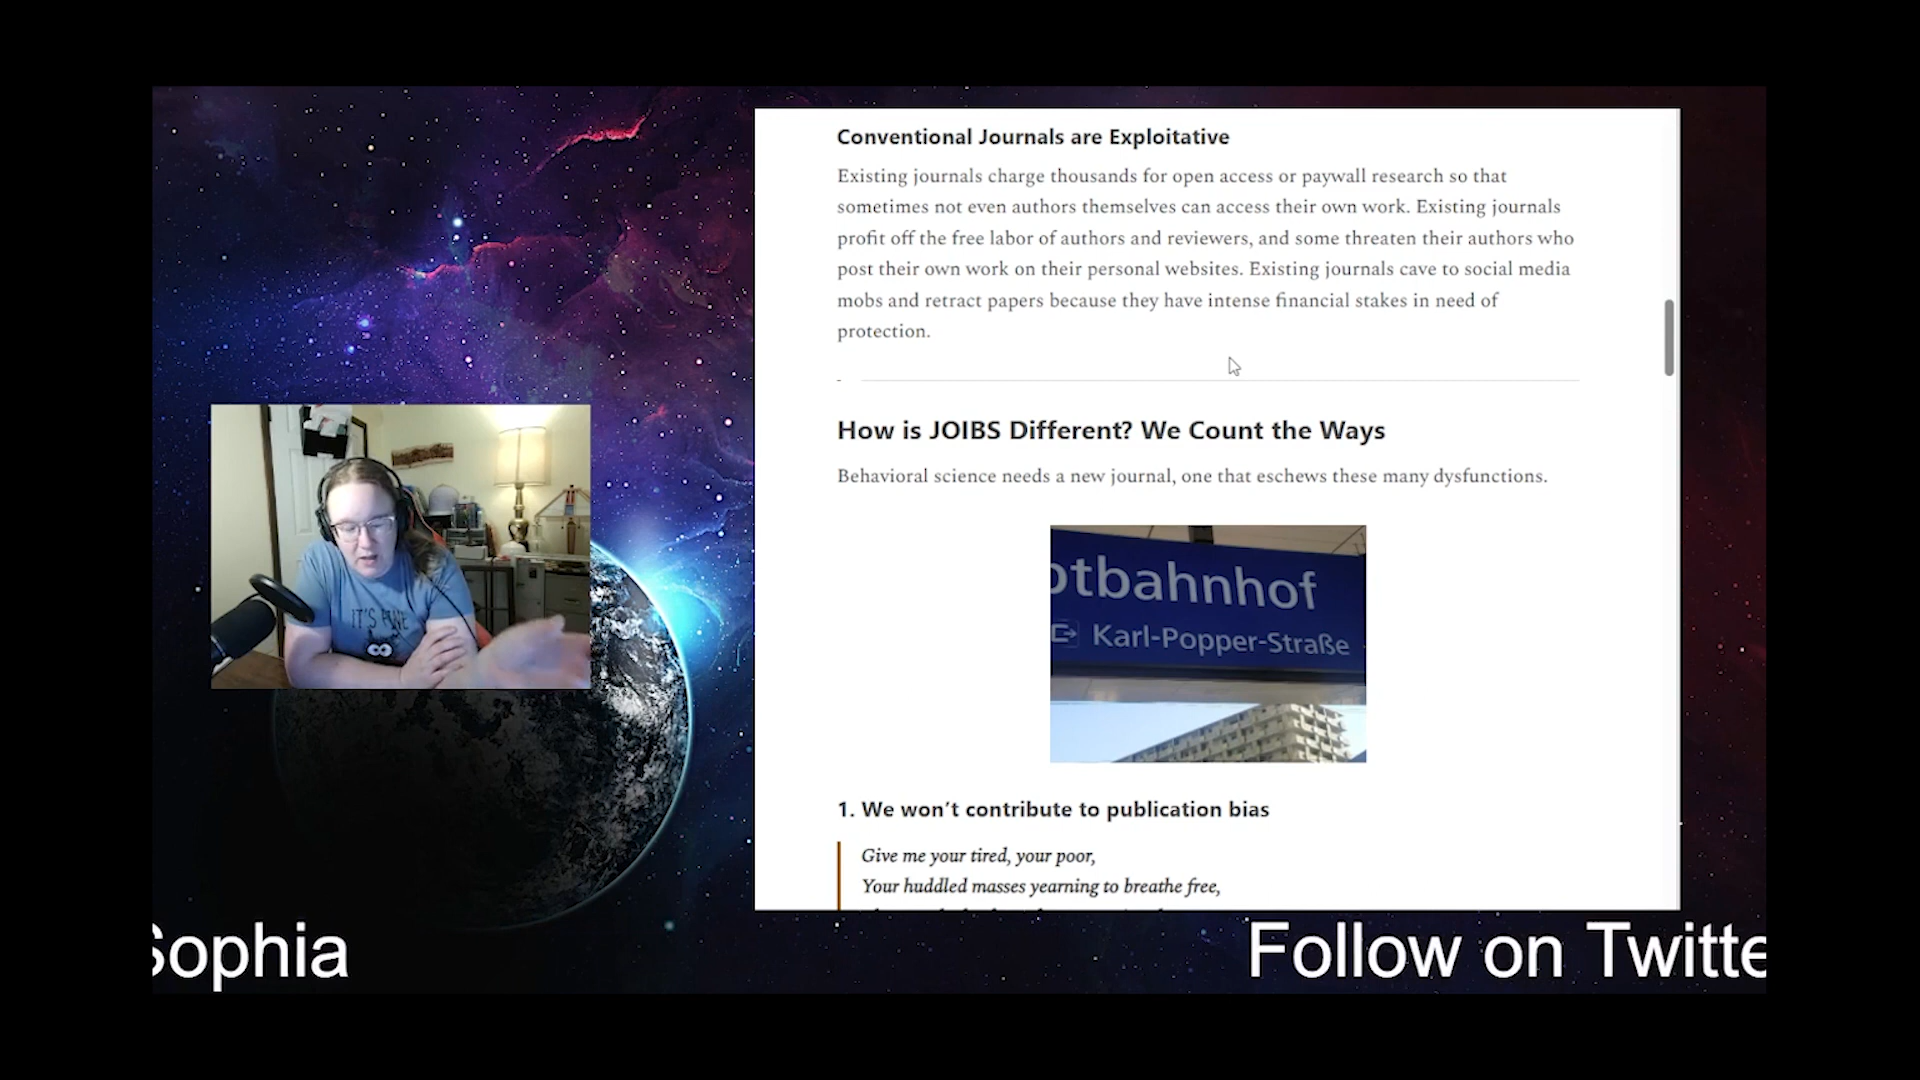 Conventional Journals are Exploitative
Existing journals charge thousands for open access or paywall research so that
sometimes not even authors themselves can access their own work. Existing journals
profit off the free labor of authors and reviewers, and some threaten their authors who
post their own work on their personal websites. Existing journals cave to social media
mobs and retract papers because they have intense financial stakes in need of
protection.
How is JOIBS Different? We Count the Ways
Behavioral science needs a new journal, one that eschews these many dysfunctions.
otbahnhof
Karl-Popper-Straße
1. We won't contribute to publication bias
Give me your tired, your poor,
Your huddled masses yearning to breathe free,
IT'S FINE
Sophia
Follow on Twitte